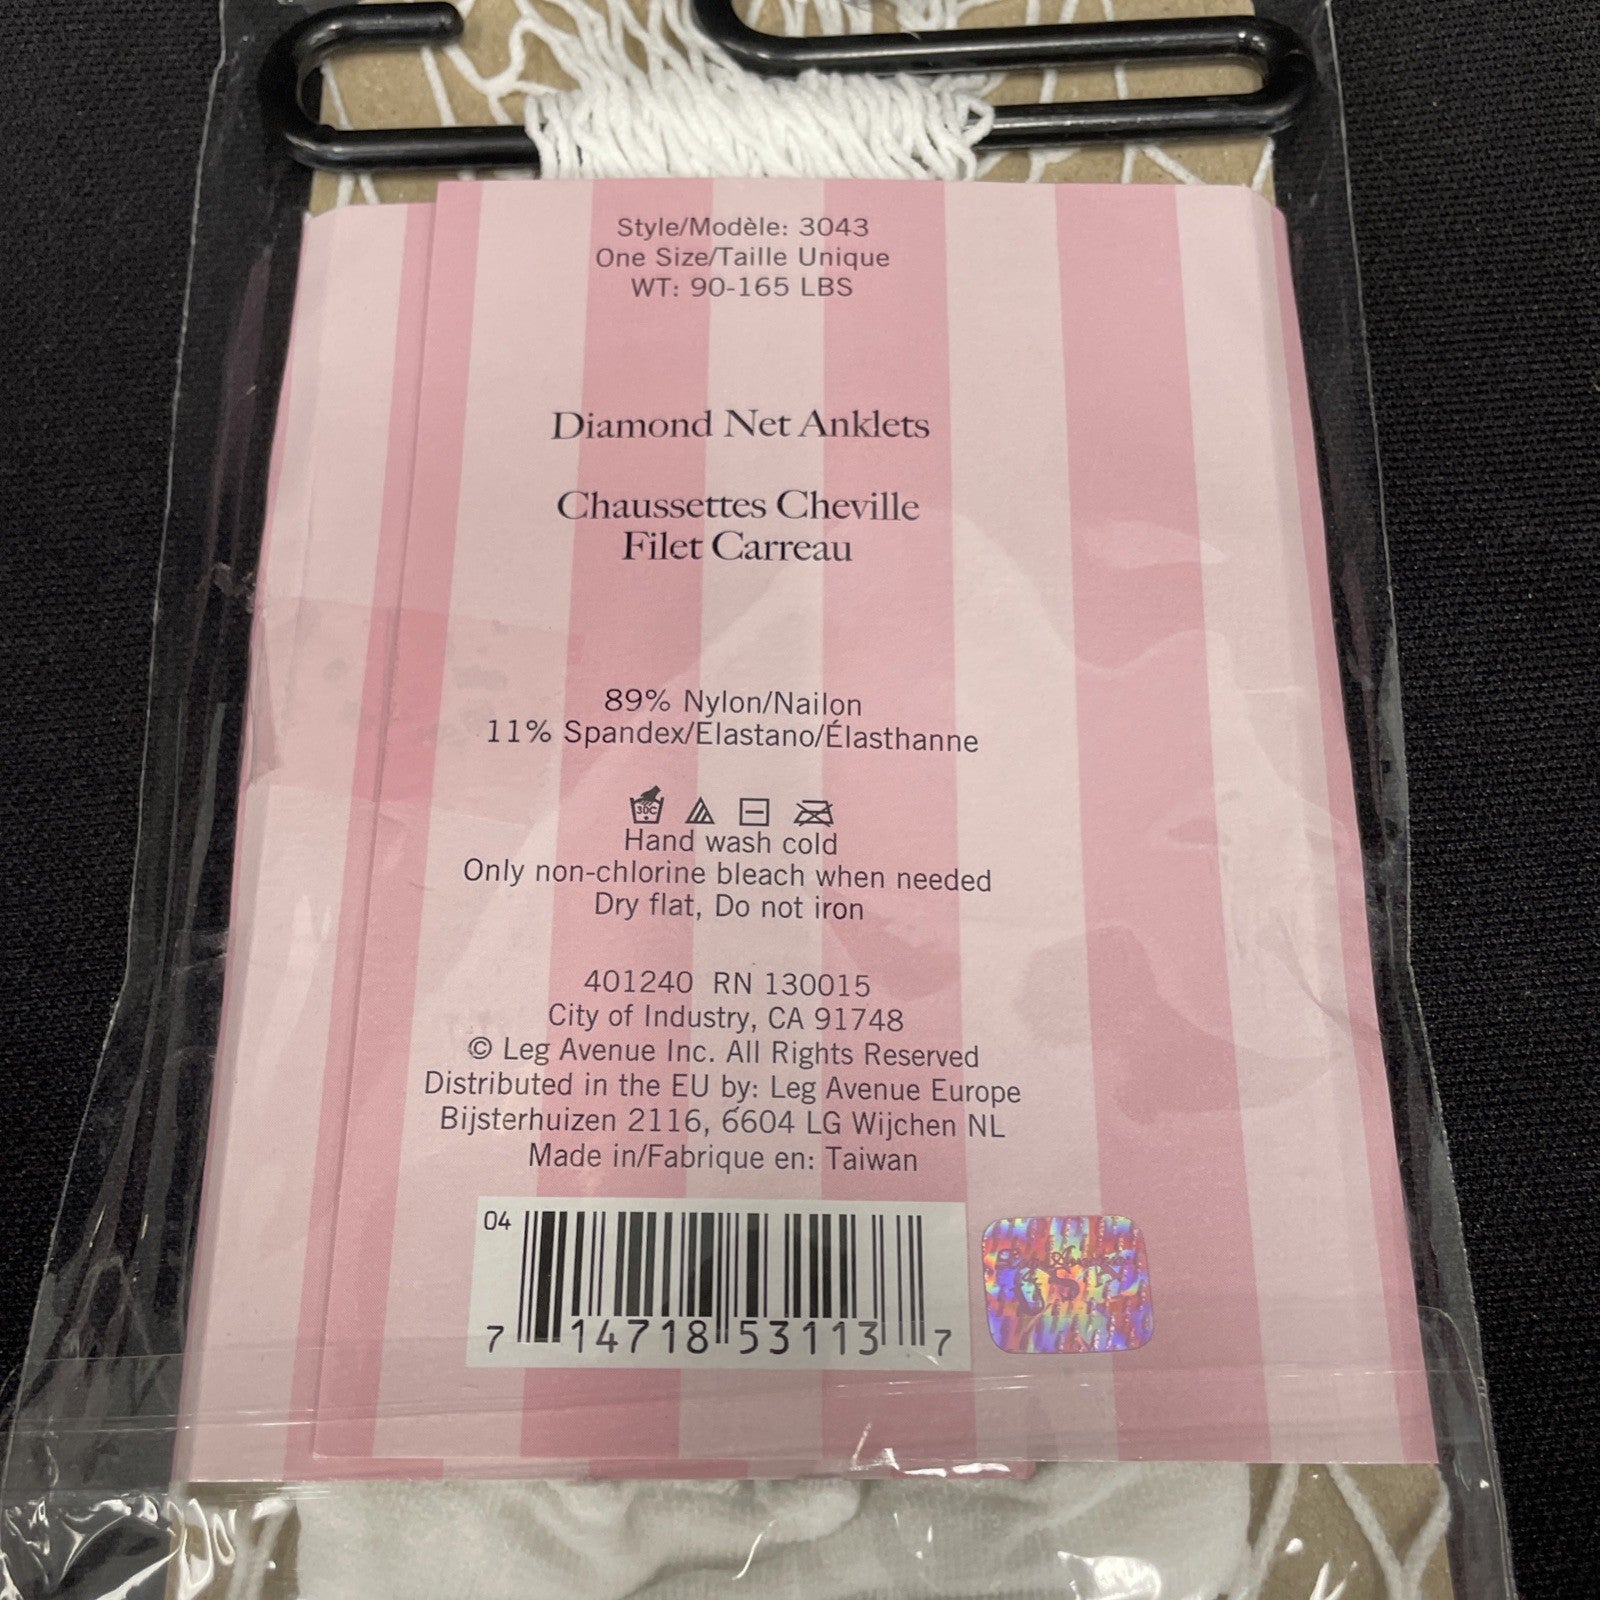 Style/Modèle: 3043
One Size/Taille Unique
WT: 90-165 LBS
Diamond Net Anklets
Chaussettes Cheville
Filet Carreau
89% Nylon/Nailon
11% Spandex/Elastano/Élasthanne
30C
Hand wash cold
Only non-chlorine bleach when needed
Dry flat, Do not iron
401240 RN 130015
City of Industry, CA 91748
© Leg Avenue Inc. All Rights Reserved
Distributed in the EU by: Leg Avenue Europe
Bijsterhuizen 2116, 6604 LG Wijchen NL
Made in/Fabrique en: Taiwan
04
7 14718 53113 7